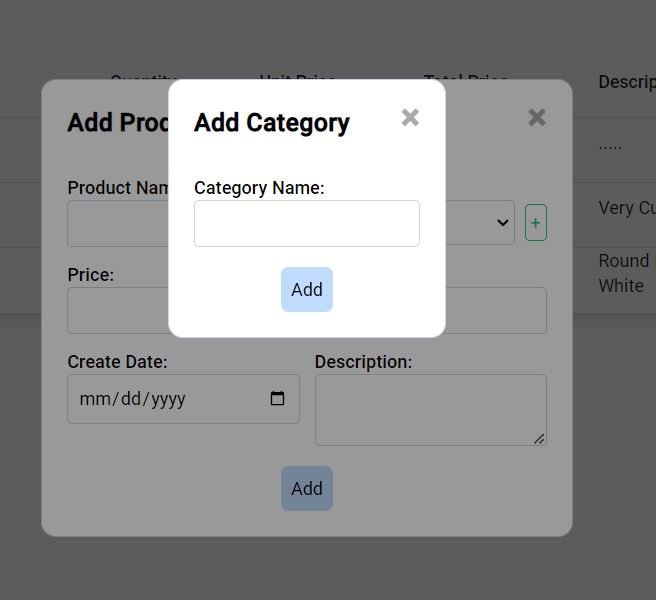 Quantity Unit Price Total Price Descrip
Add Prod Add Category ×
×
.....
Product Nam Category Name:
Very Cu
+
Add
Price:
Round
White
Create Date: Description:
mm/dd/yyyy
Add